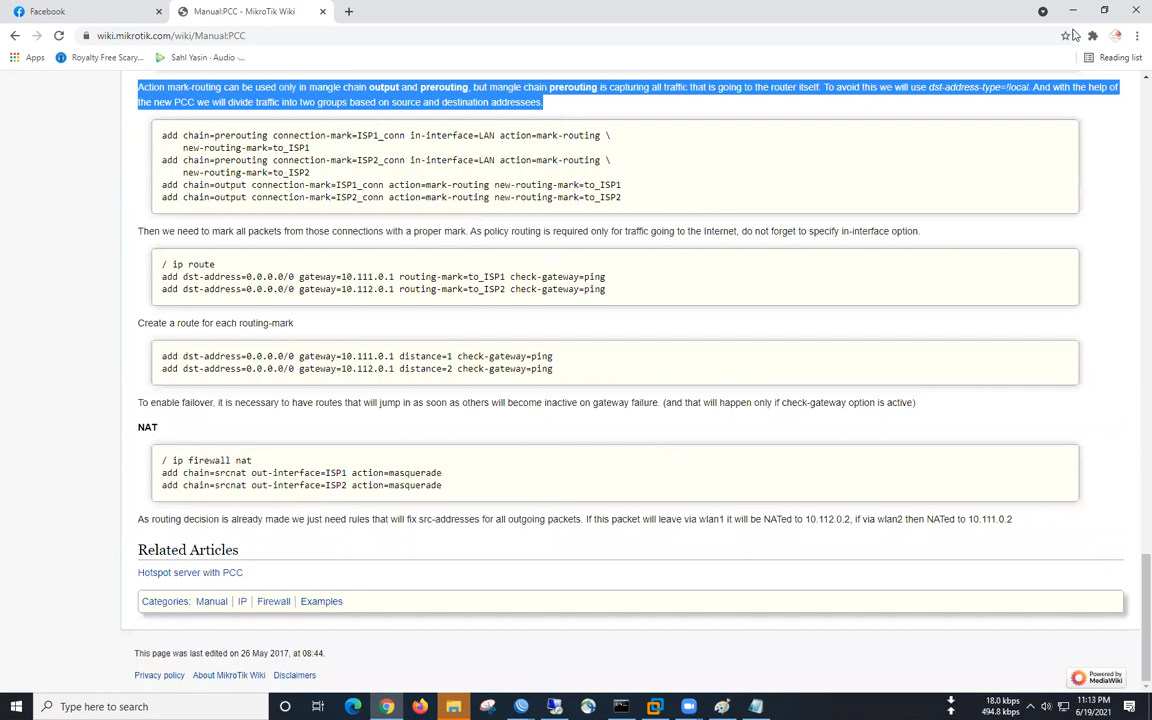 Facebook
Manual:PCC - MikroTik Wiki
wiki.mikrotik.com/wiki/Manual:PCC
Apps
Royalty Free Scary...
Sahl Yasin - Audio -...
Reading list
Action mark-routing can be used only in mangle chain output and prerouting, but mangle chain prerouting is capturing all traffic that is going to the router itself. To avoid this we will use dst-address-type=!local. And with the help of
the new PCC we will divide traffic into two groups based on source and destination addressees.
add chain=prerouting connection-mark=ISP1_conn in-interface=LAN action=mark-routing \
new-routing-mark=to_ISP1
add chain=prerouting connection-mark=ISP2_conn in-interface=LAN action=mark-routing \
new-routing-mark=to_ISP2
add chain=output connection-mark=ISP1_conn action=mark-routing new-routing-mark=to_ISP1
add chain=output connection-mark=ISP2_conn action=mark-routing new-routing-mark=to_ISP2
Then we need to mark all packets from those connections with a proper mark. As policy routing is required only for traffic going to the Internet, do not forget to specify in-interface option.
/ ip route
add dst-address=0.0.0.0/0 gateway=10.111.0.1 routing-mark=to_ISP1 check-gateway=ping
add dst-address=0.0.0.0/0 gateway=10.112.0.1 routing-mark=to_ISP2 check-gateway=ping
Create a route for each routing-mark
add dst-address=0.0.0.0/0 gateway=10.111.0.1 distance=1 check-gateway=ping
add dst-address=0.0.0.0/0 gateway=10.112.0.1 distance=2 check-gateway=ping
To enable failover, it is necessary to have routes that will jump in as soon as others will become inactive on gateway failure. (and that will happen only if check-gateway option is active)
NAT
/ ip firewall nat
add chain=srcnat out-interface=ISP1 action=masquerade
add chain=srcnat out-interface=ISP2 action=masquerade
As routing decision is already made we just need rules that will fix src-addresses for all outgoing packets. If this packet will leave via wlan1 it will be NATed to 10.112.0.2, if via wlan2 then NATed to 10.111.0.2
Related Articles
Hotspot server with PCC
Categories: Manual | IP | Firewall | Examples
This page was last edited on 26 May 2017, at 08:44.
Privacy policy About MikroTik Wiki Disclaimers
Powered by
MediaWiki
Type here to search
18.0 kbps
494.8 kbps
11:13 PM
6/19/2021